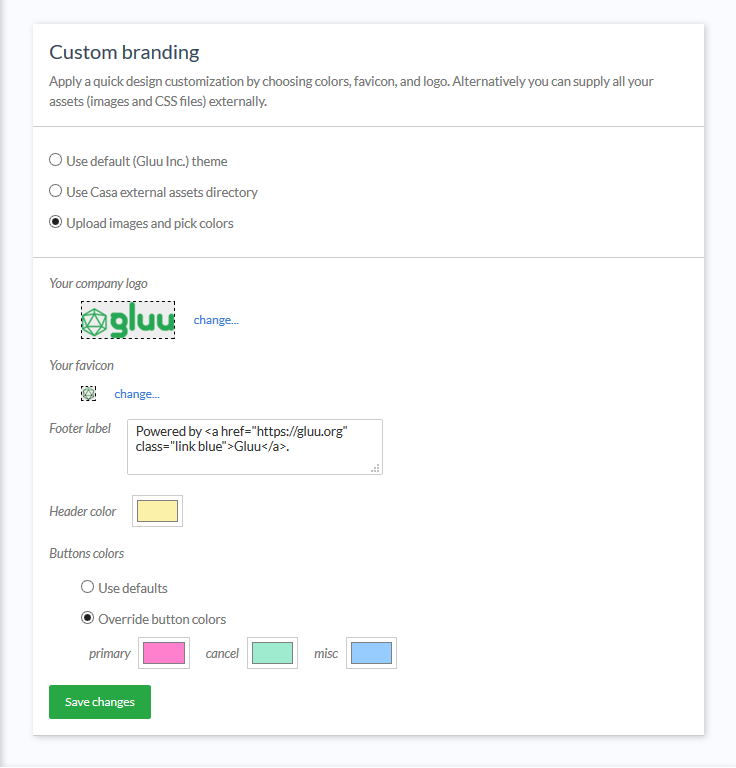 Custom branding
Apply a quick design customization by choosing colors, favicon, and logo. Alternatively you can supply all your
assets (images and CSS files) externally.
Use default (Gluu Inc.) theme
Use Casa external assets directory
Upload images and pick colors
Your company logo
gluu change...
Your favicon
change...
Footer label
Powered by <a href="https://gluu.org"
class="link blue">Gluu</a>.
Header color
Buttons colors
Use defaults
Override button colors
primary cancel misc
Save changes